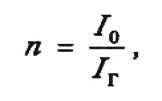 n = I₀ / I_Г ,